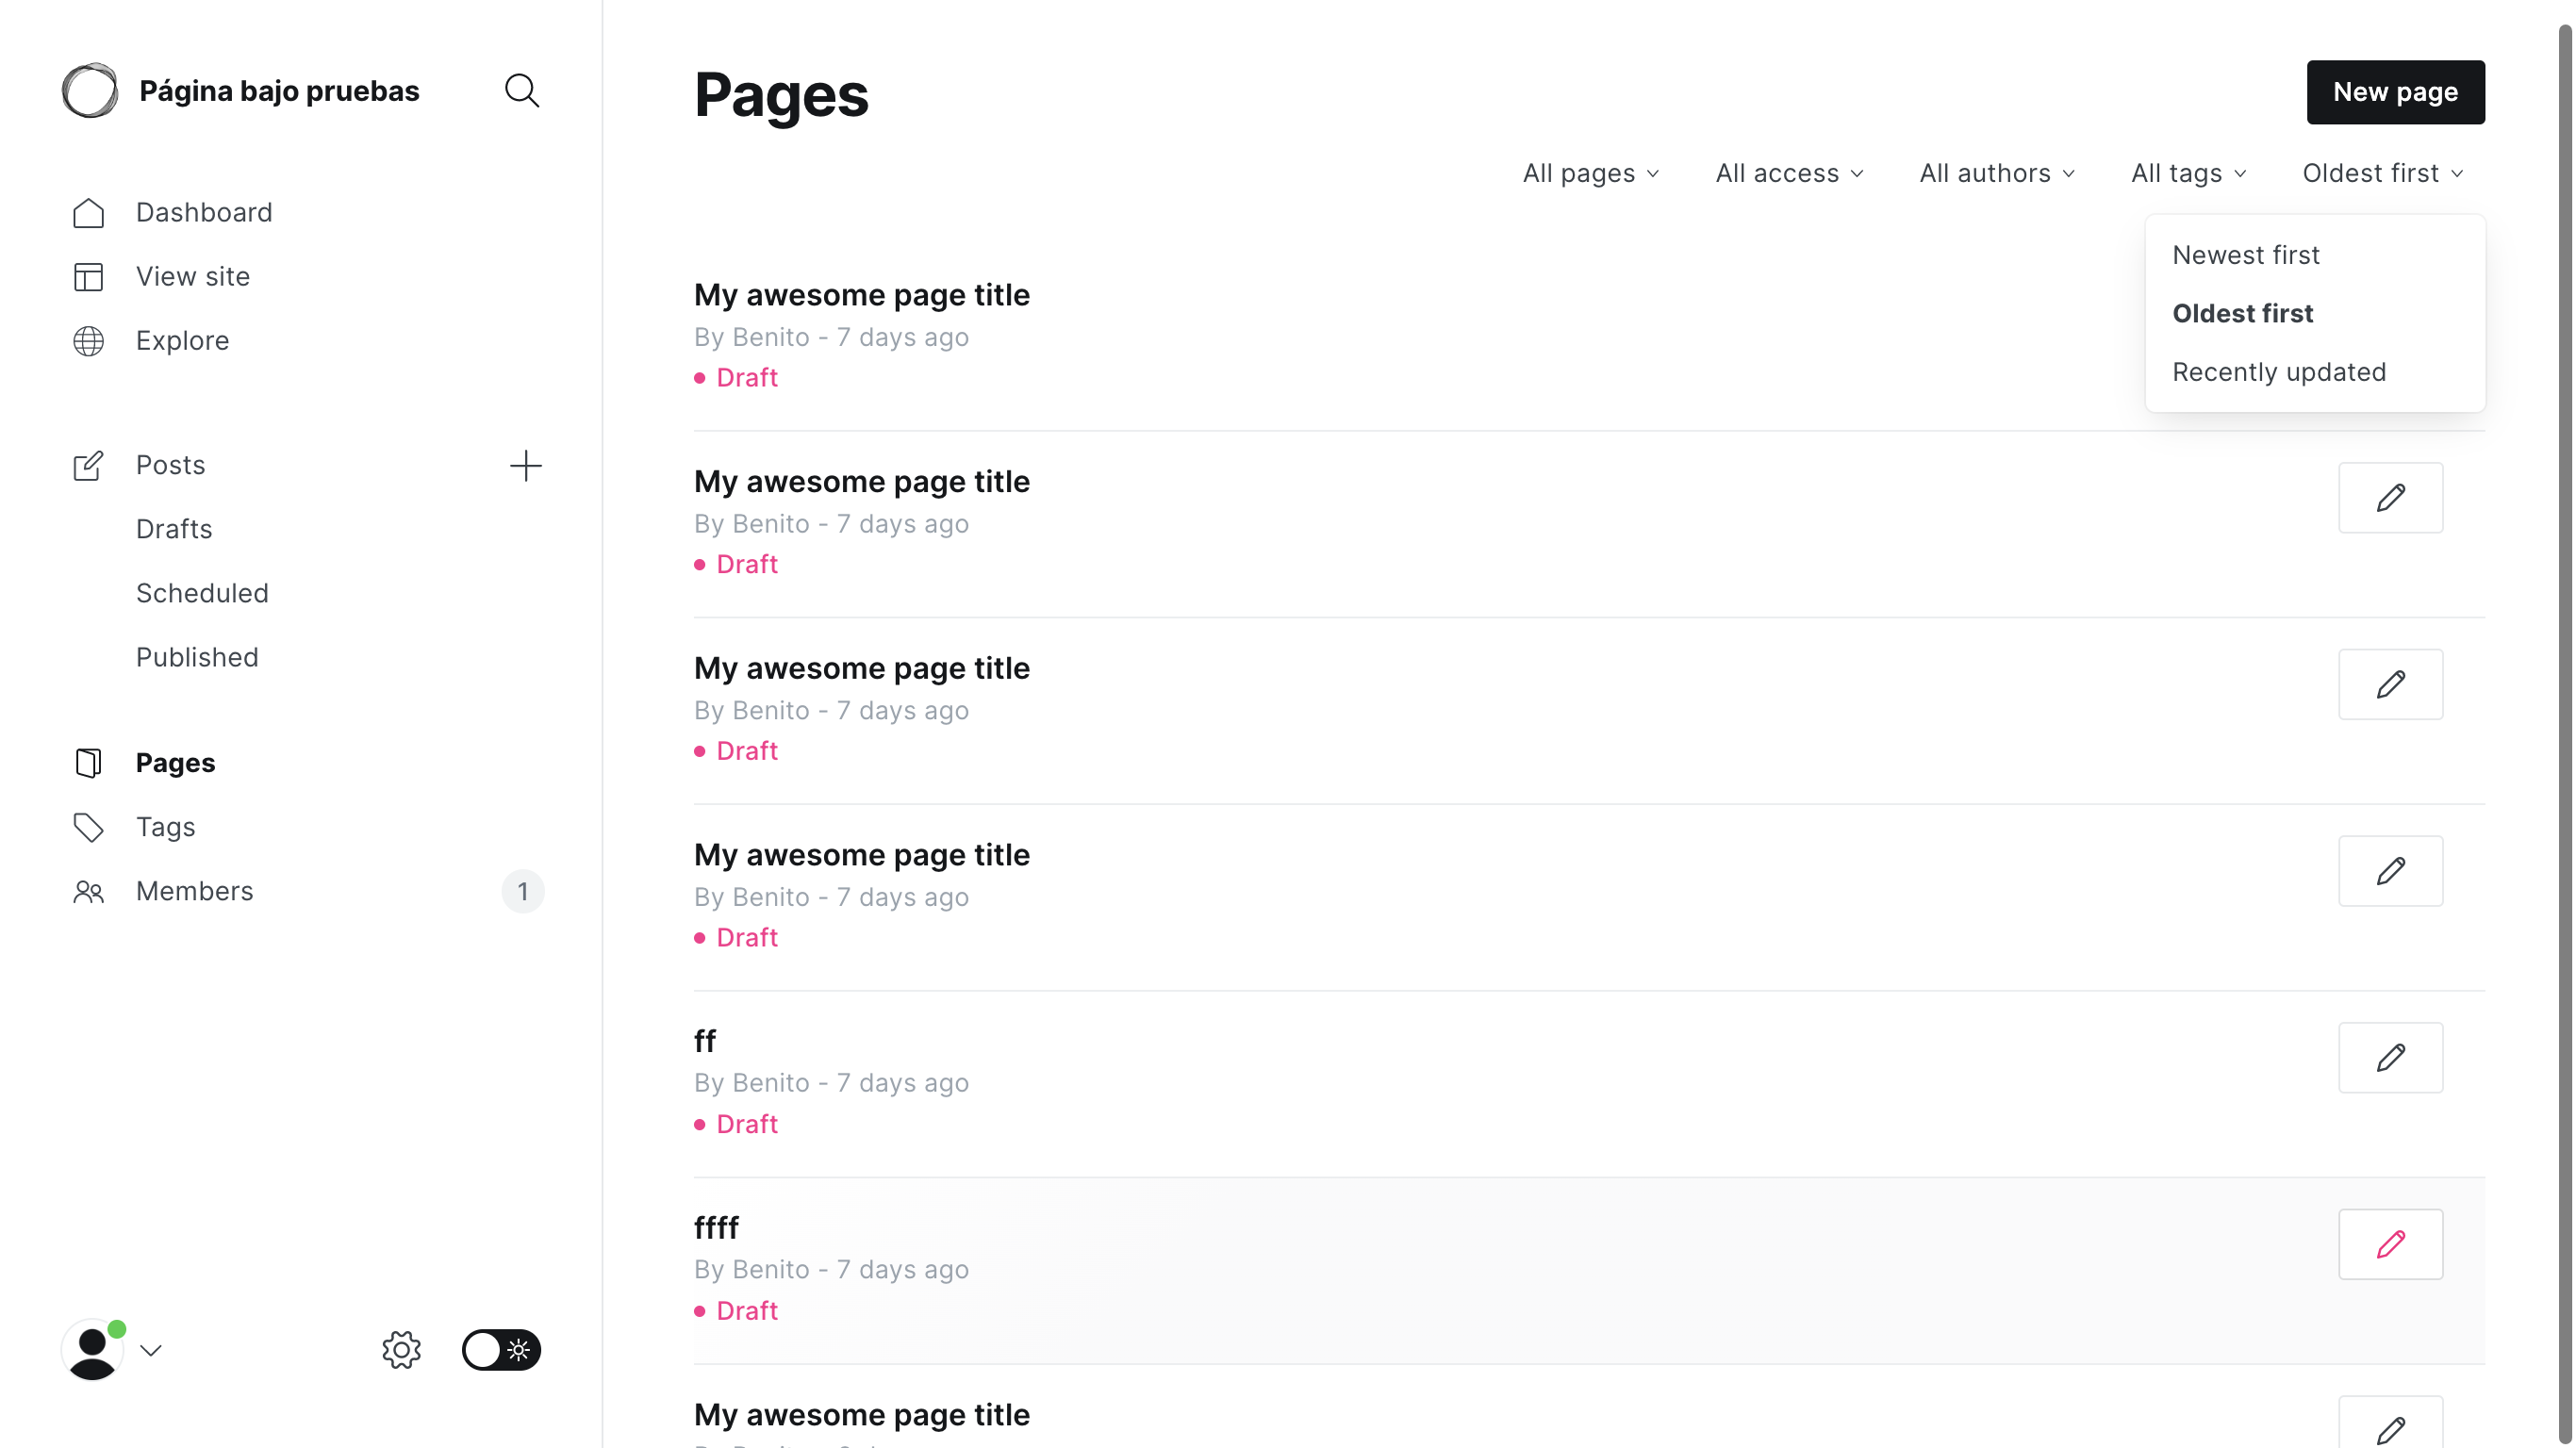 Página bajo pruebas
Dashboard
View site
Explore
Posts
Drafts
Scheduled
Published
Pages
Tags
Members 1
Pages
New page
All pages All access All authors All tags Oldest first
Newest first
Oldest first
Recently updated
My awesome page title
By Benito - 7 days ago
Draft
My awesome page title
By Benito - 7 days ago
Draft
My awesome page title
By Benito - 7 days ago
Draft
My awesome page title
By Benito - 7 days ago
Draft
ff
By Benito - 7 days ago
Draft
ffff
By Benito - 7 days ago
Draft
My awesome page title